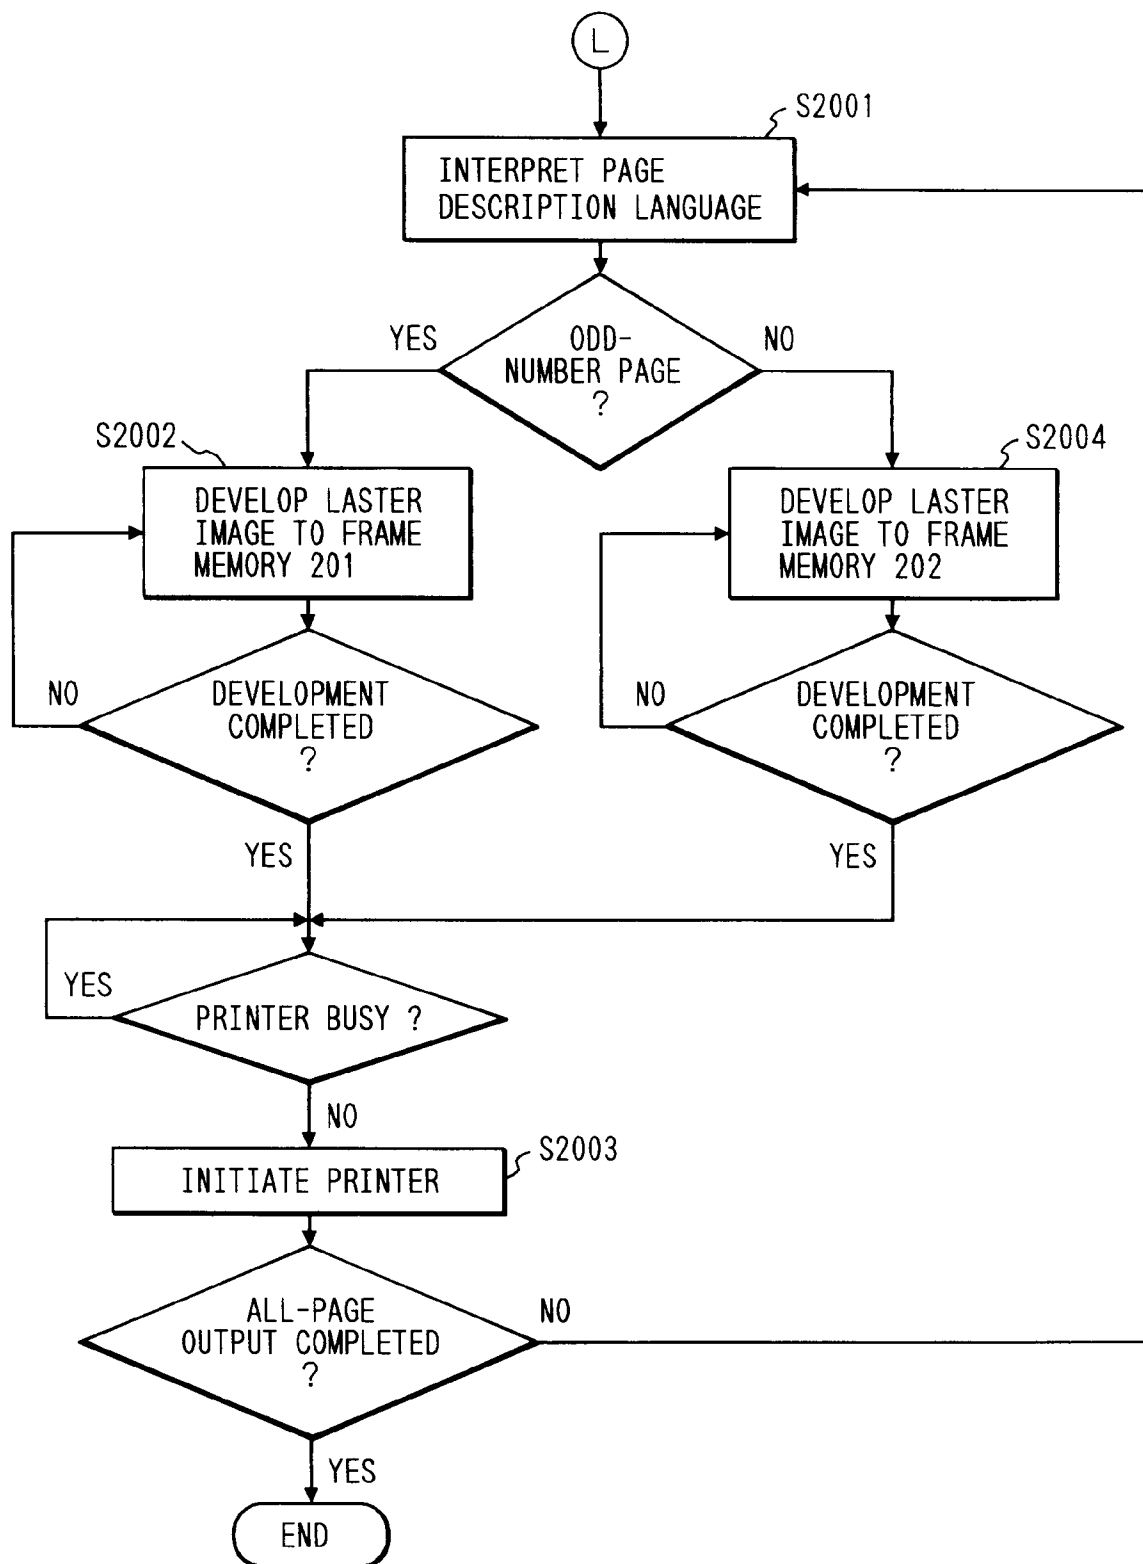 L
S2001
INTERPRET PAGE
DESCRIPTION LANGUAGE
YES
ODD-
NUMBER PAGE
?
NO
S2002
DEVELOP LASTER
IMAGE TO FRAME
MEMORY 201
S2004
DEVELOP LASTER
IMAGE TO FRAME
MEMORY 202
NO
DEVELOPMENT
COMPLETED
?
NO
DEVELOPMENT
COMPLETED
?
YES
YES
YES
PRINTER BUSY ?
NO
S2003
INITIATE PRINTER
ALL-PAGE
OUTPUT COMPLETED
?
NO
YES
END